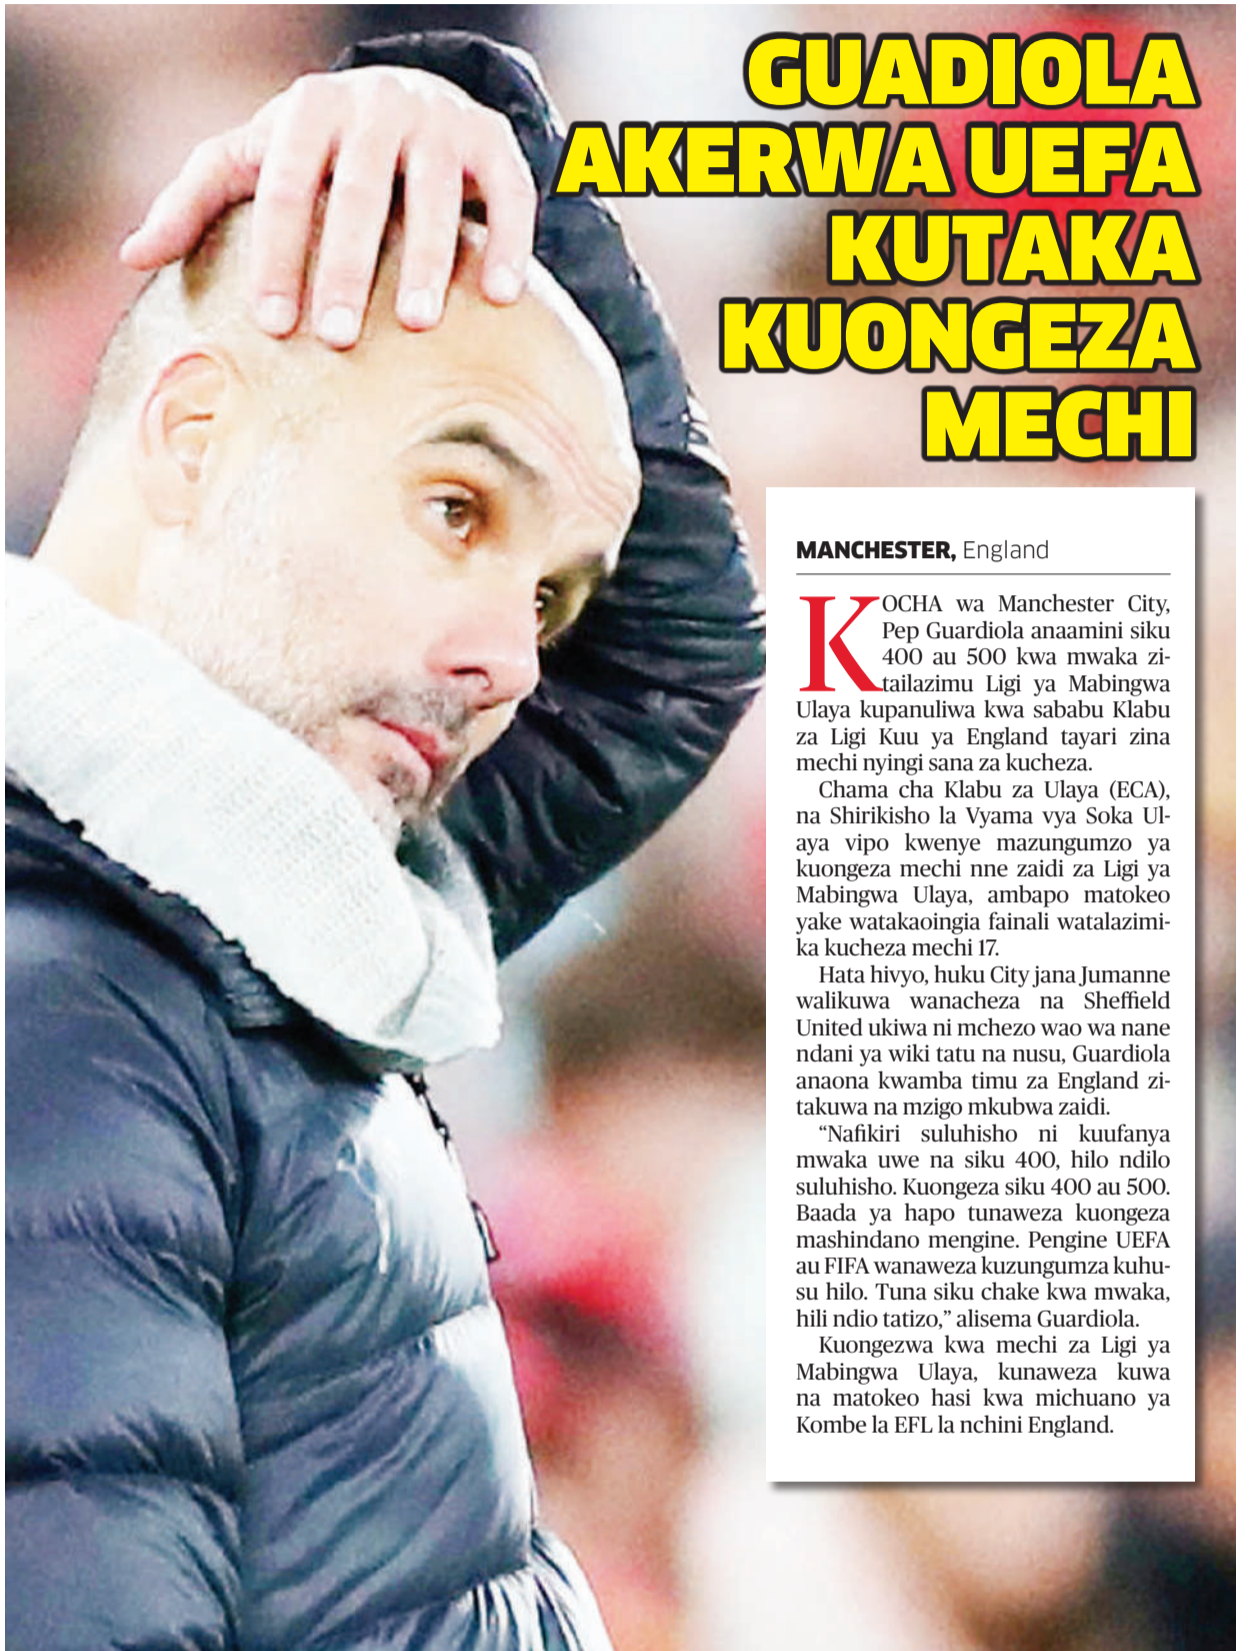 GUADIOLA
AKERWA UEFA
KUTAKA
KUONGEZA
MECHI
MANCHESTER, England
KOCHA wa Manchester City,
Pep Guardiola anaamini siku
400 au 500 kwa mwaka zi-
tailazimu Ligi ya Mabingwa
Ulaya kupanuliwa kwa sababu Klabu
za Ligi Kuu ya England tayari zina
mechi nyingi sana za kucheza.
Chama cha Klabu za Ulaya (ECA),
na Shirikisho la Vyama vya Soka Ul-
aya vipo kwenye mazungumzo ya
kuongeza mechi nne zaidi za Ligi ya
Mabingwa Ulaya, ambapo matokeo
yake watakaoingia fainali watalazimi-
ka kucheza mechi 17.
Hata hivyo, huku City jana Jumanne
walikuwa wanacheza na Sheffield
United ukiwa ni mchezo wao wa nane
ndani ya wiki tatu na nusu, Guardiola
anaona kwamba timu za England zi-
takuwa na mzigo mkubwa zaidi.
“Nafikiri suluhisho ni kuufanya
mwaka uwe na siku 400, hilo ndilo
suluhisho. Kuongeza siku 400 au 500.
Baada ya hapo tunaweza kuongeza
mashindano mengine. Pengine UEFA
au FIFA wanaweza kuzungumza kuhu-
su hilo. Tuna siku chake kwa mwaka,
hili ndio tatizo,” alisema Guardiola.
Kuongezwa kwa mechi za Ligi ya
Mabingwa Ulaya, kunaweza kuwa
na matokeo hasi kwa michuano ya
Kombe la EFL la nchini England.